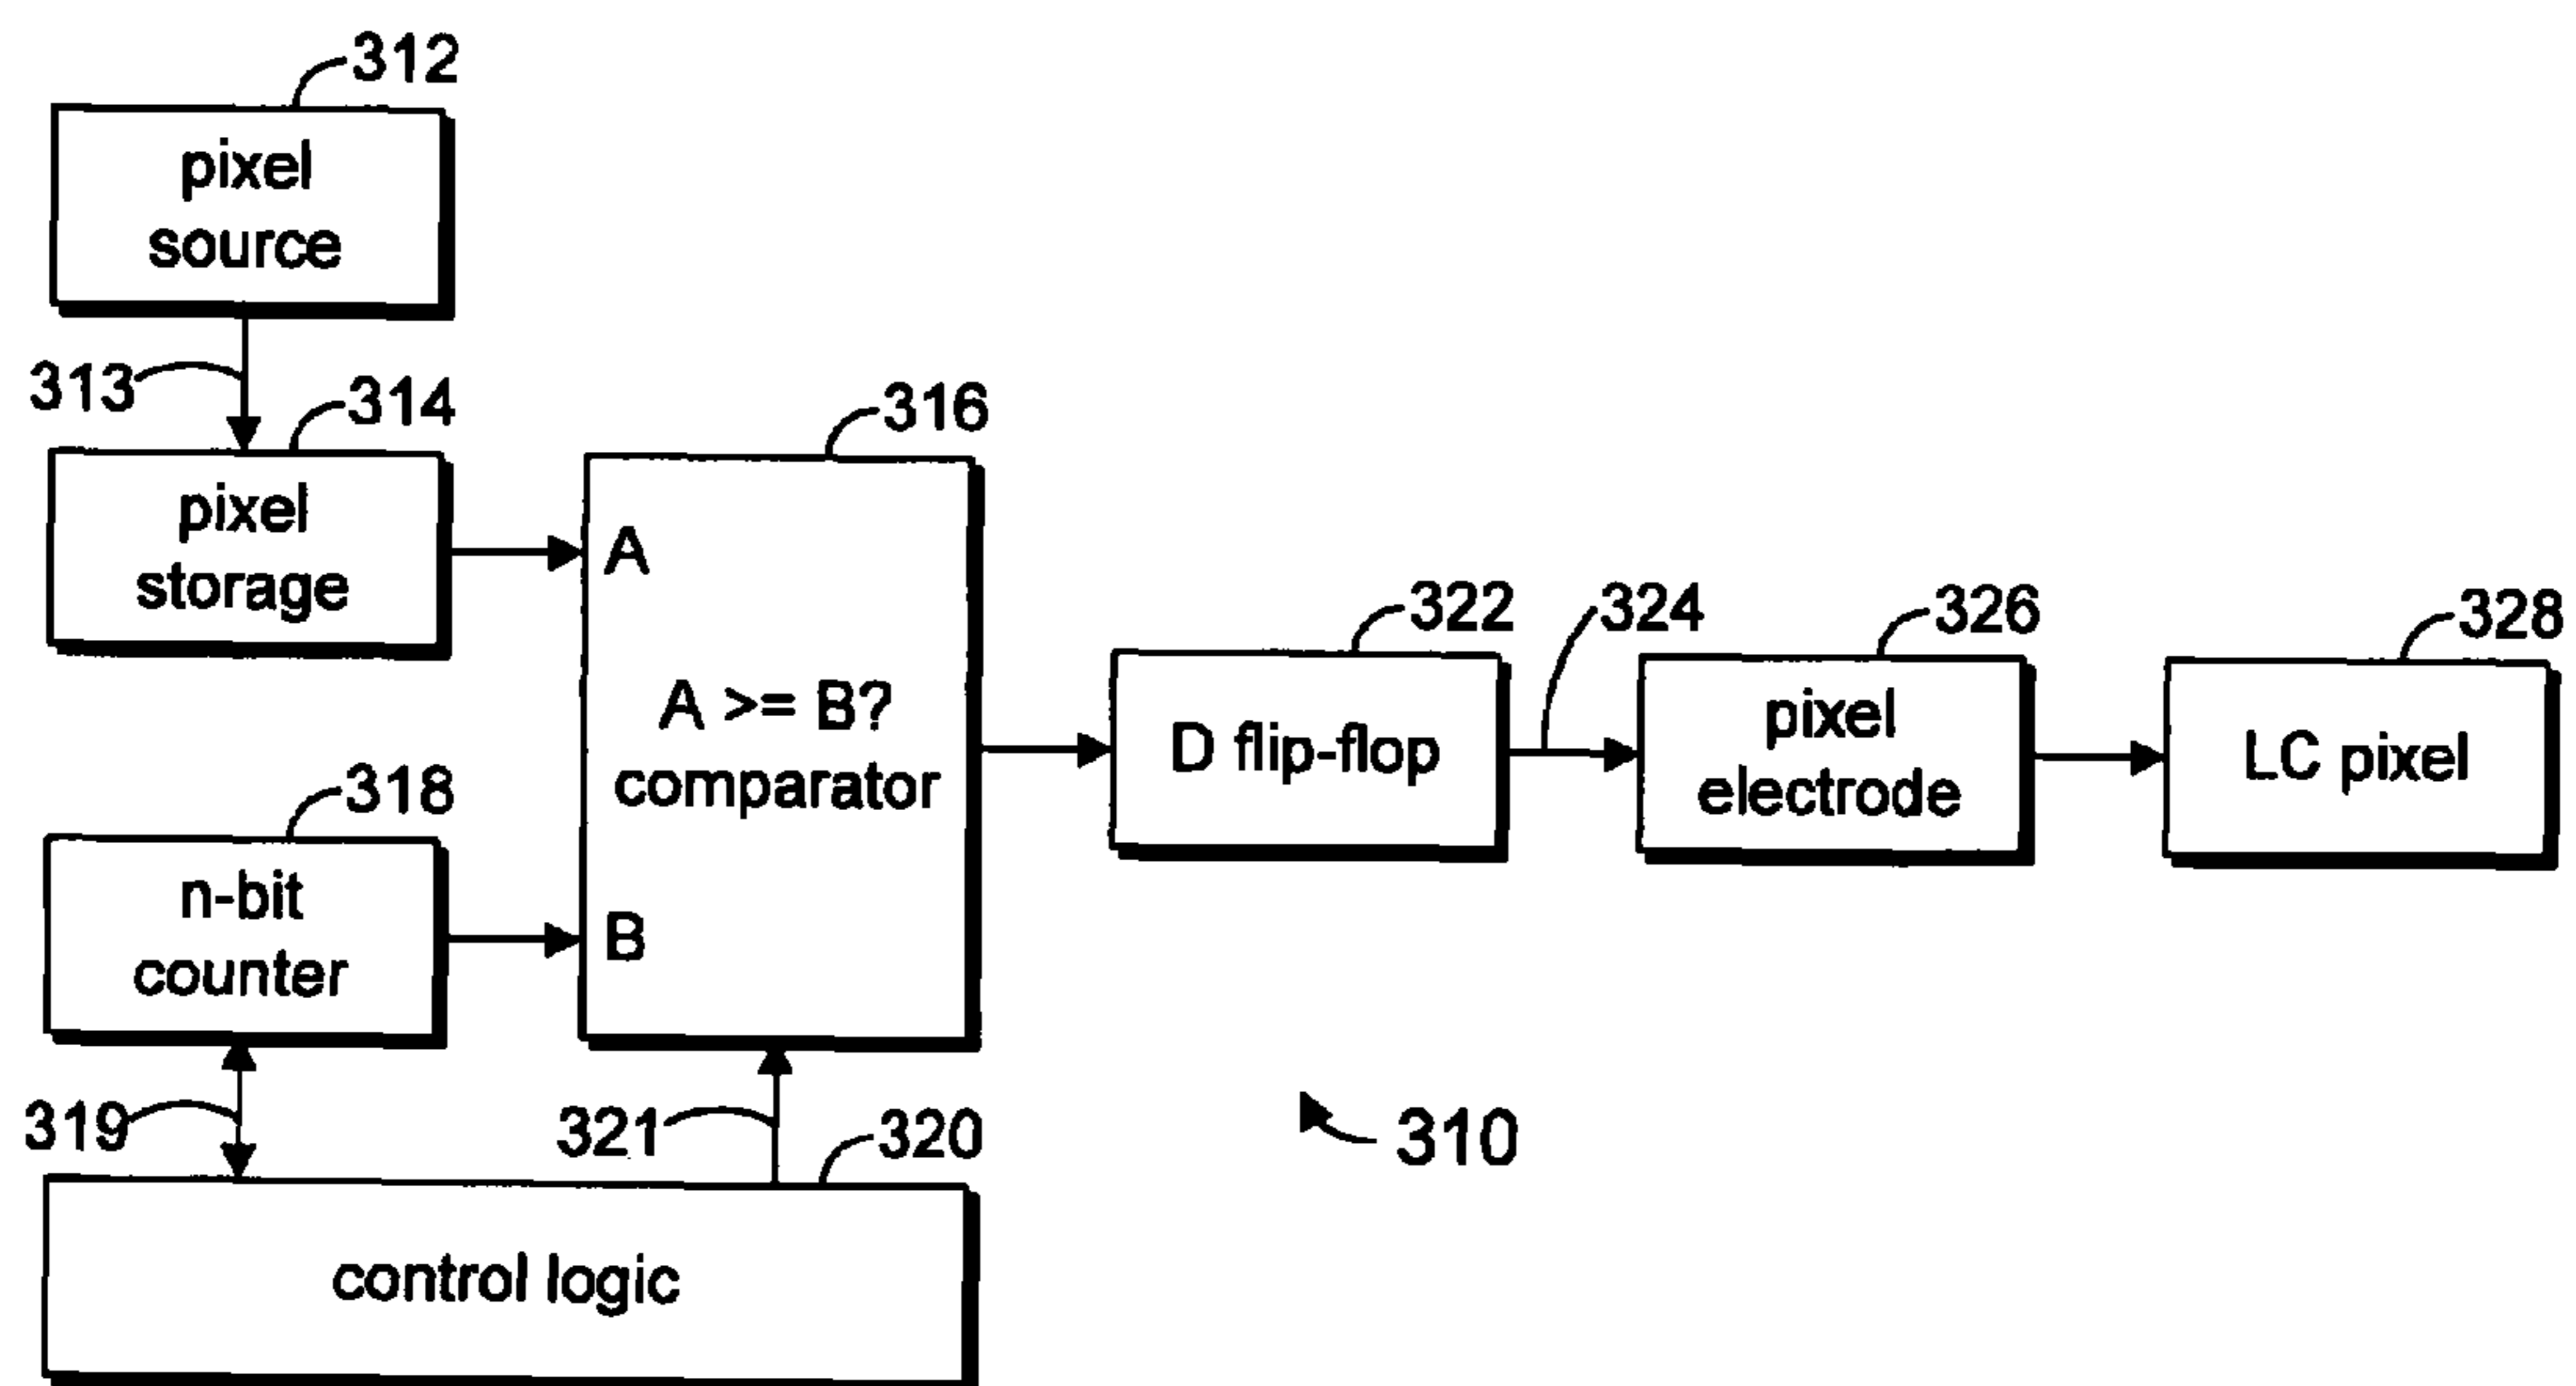 312
pixel
source
313
314
pixel
storage
316
A
A >= B?
comparator
B
318
n-bit
counter
319
321
320
control logic
322
D flip-flop
324
326
pixel
electrode
328
LC pixel
310